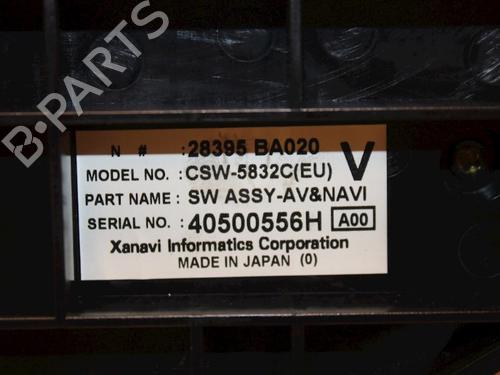 B-PARTS
N # : 28395 BA020
MODEL NO. : CSW-5832C(EU) V
PART NAME : SW ASSY-AV&NAVI
SERIAL NO. : 40500556H A00
Xanavi Informatics Corporation
MADE IN JAPAN (0)